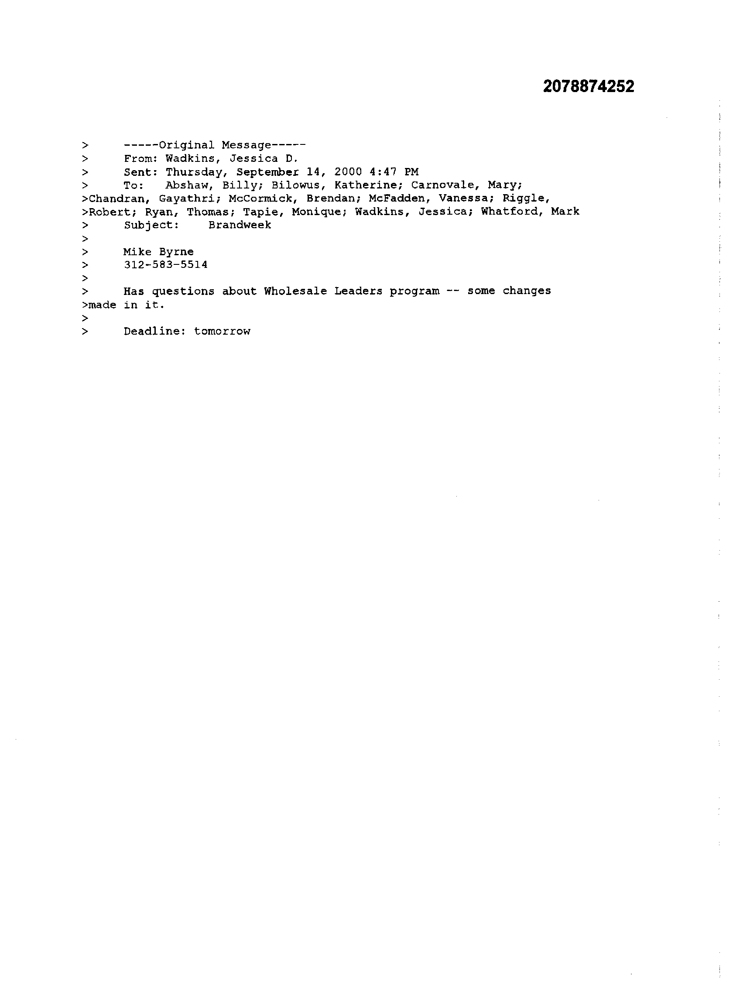 2078874252
> -----Original Message-----
> From: Wadkins, Jessica D.
> Sent: Thursday, September 14, 2000 4:47 PM
> To: Abshaw, Billy; Bilowus, Katherine; Carnovale, Mary;
>Chandran, Gayathri; McCormick, Brendan; McFadden, Vanessa; Riggle,
>Robert; Ryan, Thomas; Tapie, Monique; Wadkins, Jessica; Whatford, Mark
> Subject: Brandweek
>
> Mike Byrne
> 312-583-5514
>
> Has questions about Wholesale Leaders program -- some changes
>made in it.
>
> Deadline: tomorrow